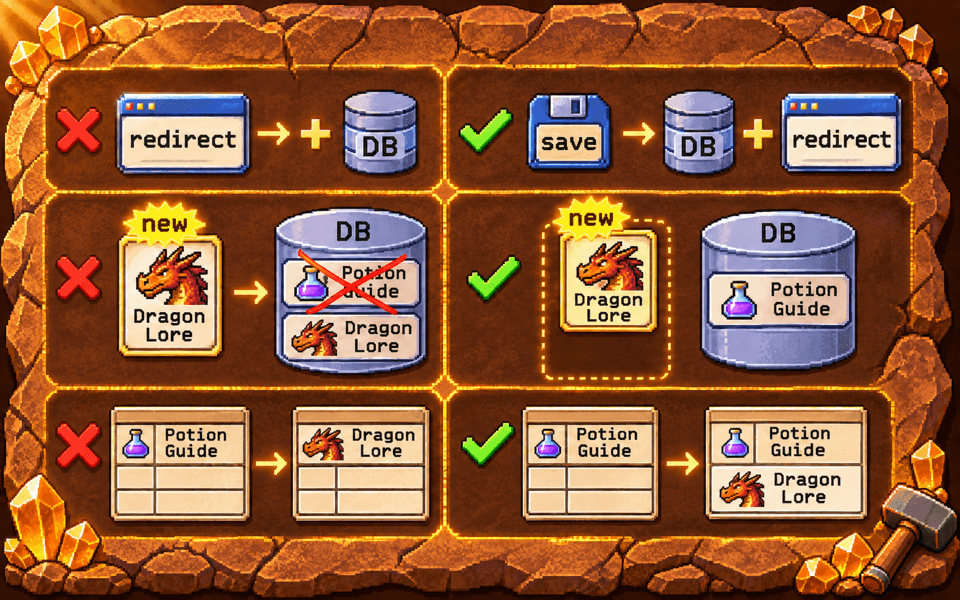 redirect
+
DB
save
DB
+
redirect
new
Dragon
Lore
DB
Potion
Guide
Dragon
Lore
new
Dragon
Lore
DB
Potion
Guide
Potion
Guide
Dragon
Lore
Potion
Guide
Potion
Guide
Dragon
Lore